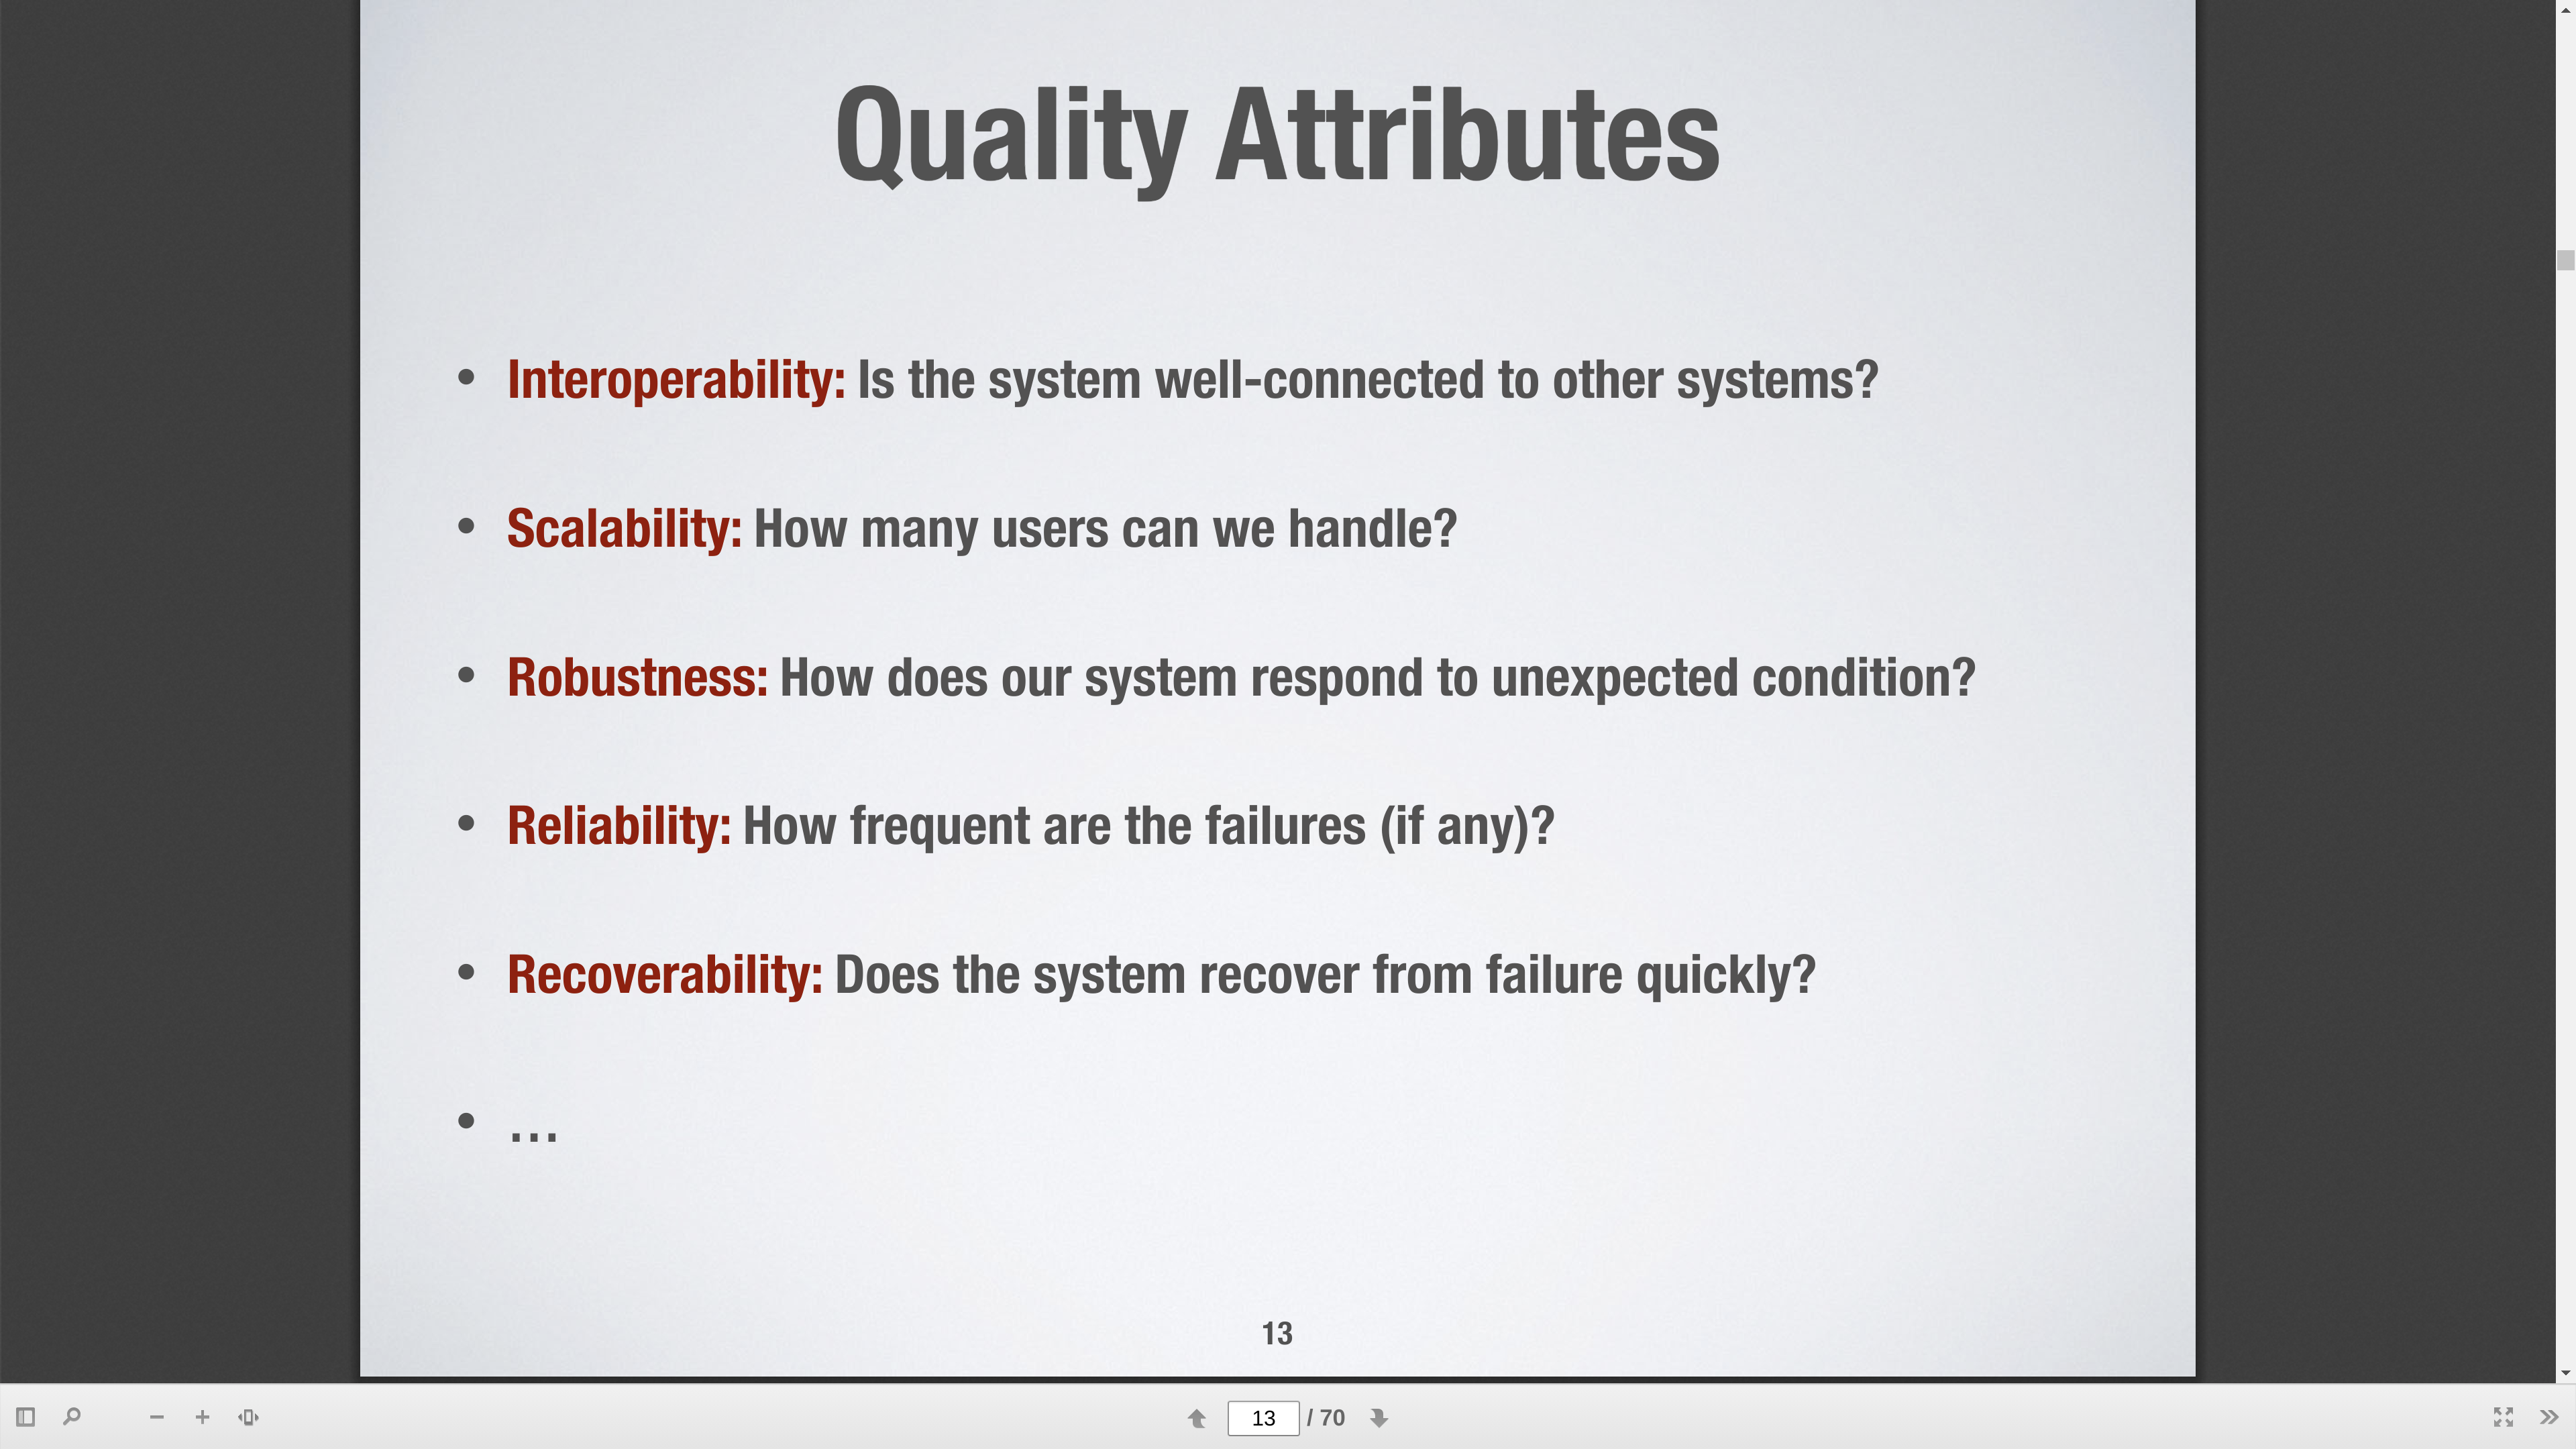 Quality Attributes
• Interoperability: Is the system well-connected to other systems?
• Scalability: How many users can we handle?
• Robustness: How does our system respond to unexpected condition?
• Reliability: How frequent are the failures (if any)?
• Recoverability: Does the system recover from failure quickly?
• …
13
13 / 70